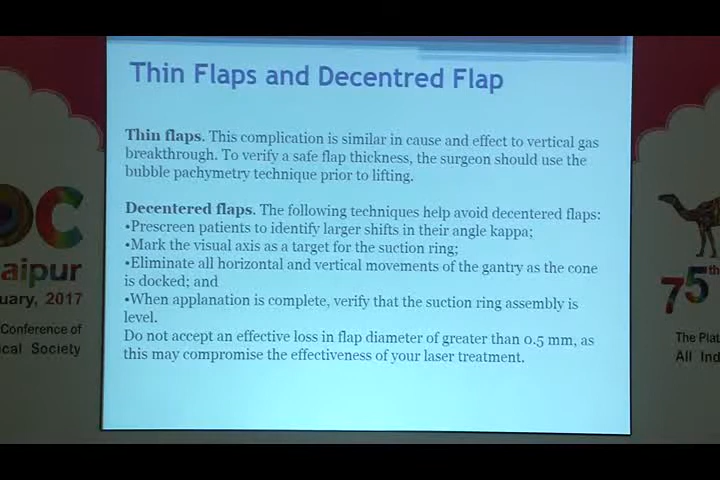 Thin Flaps and Decentred Flap
Thin flaps. This complication is similar in cause and effect to vertical gas
breakthrough. To verify a safe flap thickness, the surgeon should use the
bubble pachymetry technique prior to lifting.
Decentered flaps. The following techniques help avoid decentered flaps:
•Prescreen patients to identify larger shifts in their angle kappa;
•Mark the visual axis as a target for the suction ring;
•Eliminate all horizontal and vertical movements of the gantry as the cone
is docked; and
•When applanation is complete, verify that the suction ring assembly is
level.
Do not accept an effective loss in flap diameter of greater than 0.5 mm, as
this may compromise the effectiveness of your laser treatment.
OC
aipur
uary, 2017
Conference of
ical Society
75th
The Plat
All Ind